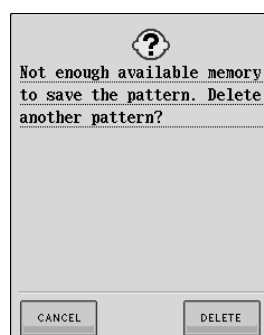 ?
Not enough available memory
to save the pattern. Delete
another pattern?
CANCEL DELETE